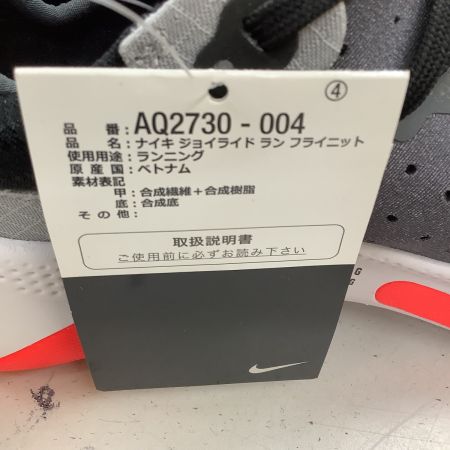 ④
品番:AQ2730-004
品名:ナイキ ジョイライド ラン フライニット
使用用途:ランニング
原産国:ベトナム
素材表記
甲:合成繊維+合成樹脂
底:合成底
その他:
取扱説明書
ご使用前に必ずお読み下さい